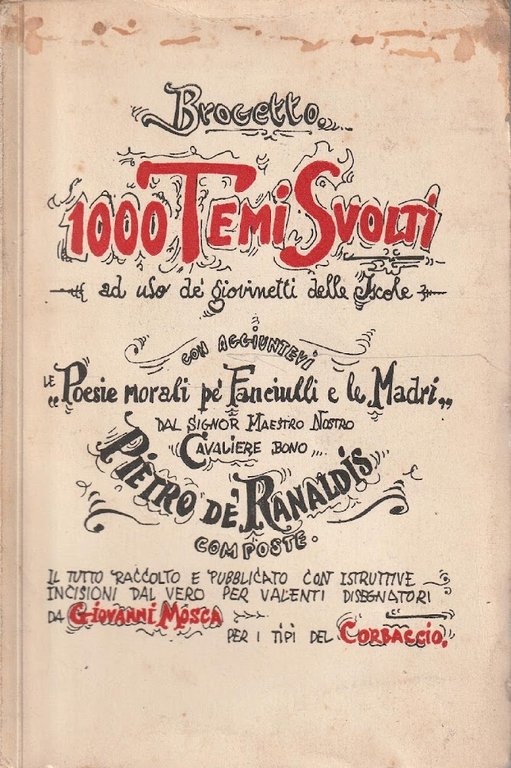 Brocetto...
1000 Temi Svolti
ad uso de' giovinetti delle Iscole
CON AGGIUNTEVI
LE „Poesie morali pe' Fanciulli e le Madri„
DAL SIGNOR MAESTRO NOSTRO
CAVALIERE BONO ...
PIETRO DE' RANALDIS
COMPOSTE.
IL TUTTO RACCOLTO E PUBBLICATO CON ISTRUTTIVE
INCISIONI DAL VERO PER VALENTI DISEGNATORI
DA GIOVANNI MOSCA
PER I TIPI DEL CORBACCIO.